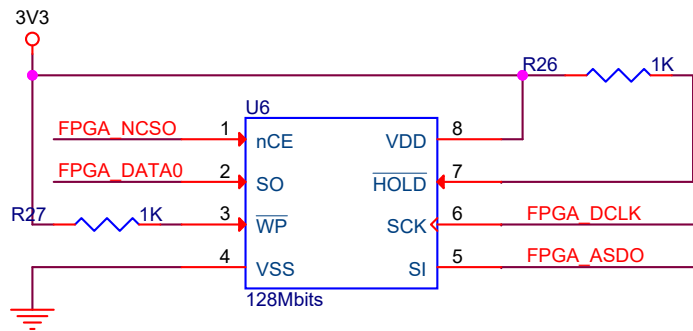 3V3
R26
1K
U6
FPGA_NCSO
1
nCE
VDD
8
FPGA_DATA0
2
SO
HOLD
7
R27
1K
3
WP
SCK
6
FPGA_DCLK
4
VSS
SI
5
FPGA_ASDO
128Mbits